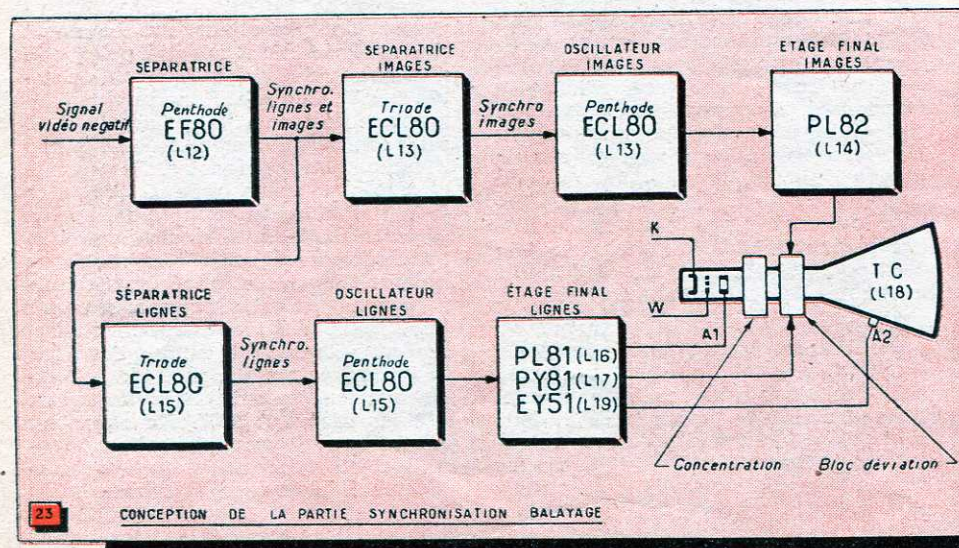 SEPARATRICE
SEPARATRICE
IMAGES
OSCILLATEUR
IMAGES
ETAGE FINAL
IMAGES
Signal
vidéo negatif
Penthode
EF80
(L12)
Synchro.
lignes et
images
Triode
ECL80
(L13)
Synchro
images
Penthode
ECL80
(L13)
PL82
(L14)
K
W
A1
T C
(L18)
A2
SÉPARATRICE
LIGNES
OSCILLATEUR
LIGNES
ÉTAGE FINAL
LIGNES
Triode
ECL80
(L15)
Synchro.
lignes
Penthode
ECL80
(L15)
PL81(L16)
PY81(L17)
EY51(L19)
Concentration
Bloc déviation
23
CONCEPTION DE LA PARTIE SYNCHRONISATION BALAYAGE